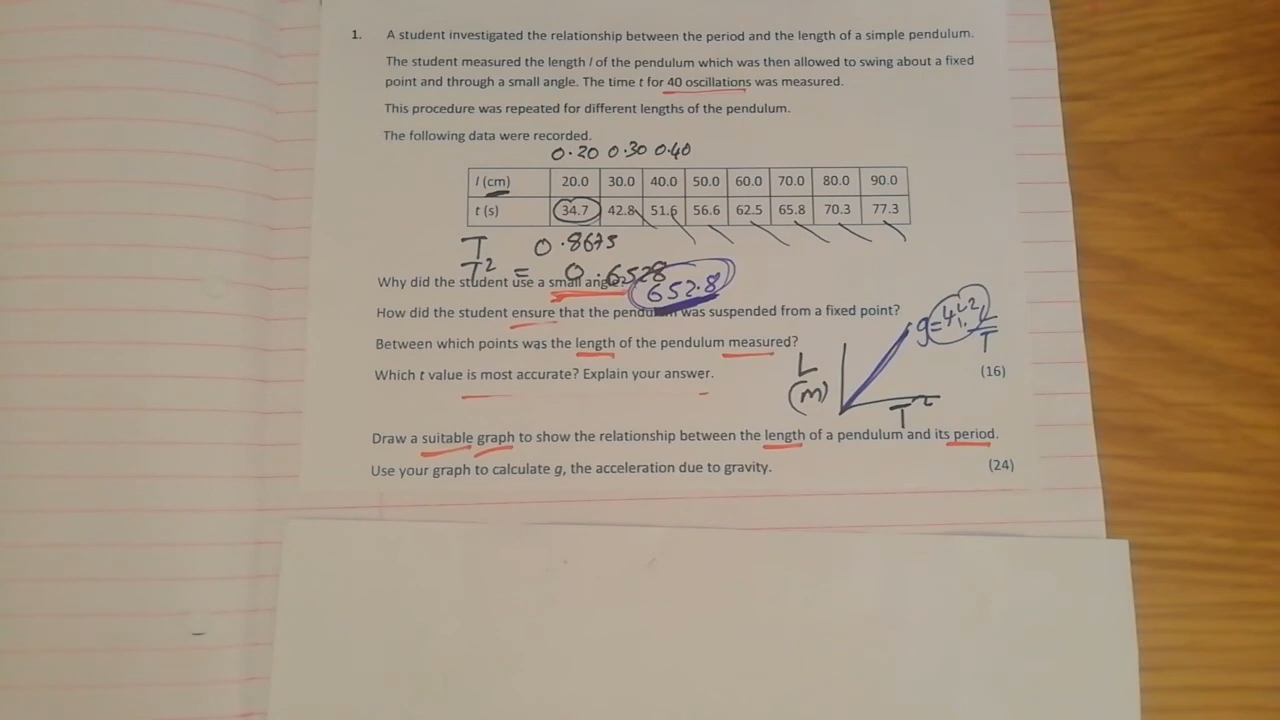 1. A student investigated the relationship between the period and the length of a simple pendulum.
The student measured the length l of the pendulum which was then allowed to swing about a fixed
point and through a small angle. The time t for 40 oscillations was measured.
This procedure was repeated for different lengths of the pendulum.
The following data were recorded.
0.20 0.30 0.40
l (cm) 20.0 30.0 40.0 50.0 60.0 70.0 80.0 90.0
t (s) 34.7 42.8 51.6 56.6 62.5 65.8 70.3 77.3
T 0.8675
T² = 0.6528
Why did the student use a small angle
652.8
How did the student ensure that the pendulum was suspended from a fixed point?
g=4
Between which points was the length of the pendulum measured?
L
T
Which t value is most accurate? Explain your answer.
(m)
(16)
T²
Draw a suitable graph to show the relationship between the length of a pendulum and its period.
Use your graph to calculate g, the acceleration due to gravity. (24)